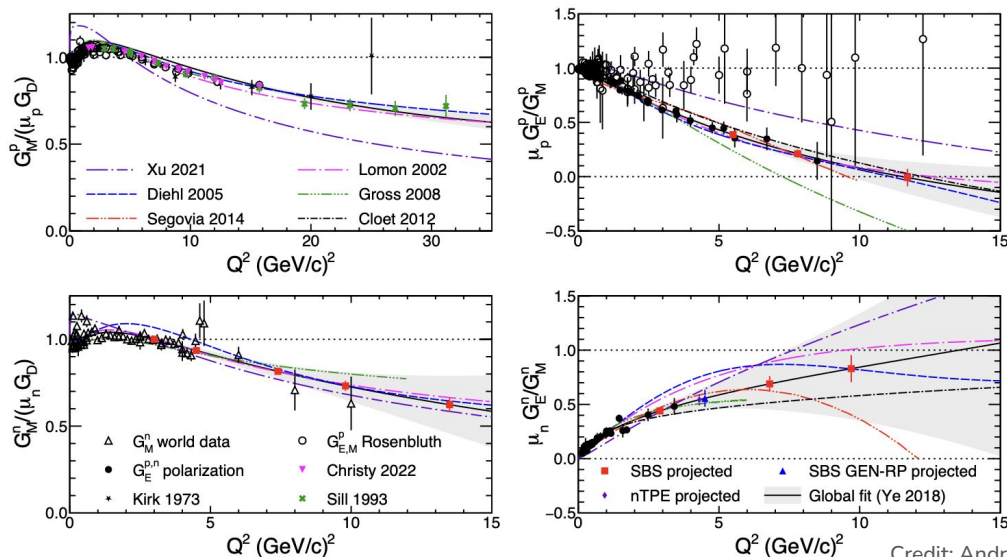 G_M^p/(μ_p G_D)
1.0
0.5
0.0
0 10 20 30
Q² (GeV/c)²
Xu 2021
Diehl 2005
Segovia 2014
Lomon 2002
Gross 2008
Cloet 2012
μ_p G_E^p/G_M^p
1.5
1.0
0.5
0.0
−0.5
0 5 10 15
Q² (GeV/c)²
G_M^n/(μ_n G_D)
1.0
0.5
0.0
0 5 10 15
Q² (GeV/c)²
G_M^n world data
G_E^{p,n} polarization
Kirk 1973
G_{E,M}^p Rosenbluth
Christy 2022
Sill 1993
μ_n G_E^n/G_M^n
1.5
1.0
0.5
0.0
−0.5
0 5 10 15
Q² (GeV/c)²
SBS projected
nTPE projected
SBS GEN-RP projected
Global fit (Ye 2018)
Credit: Andr